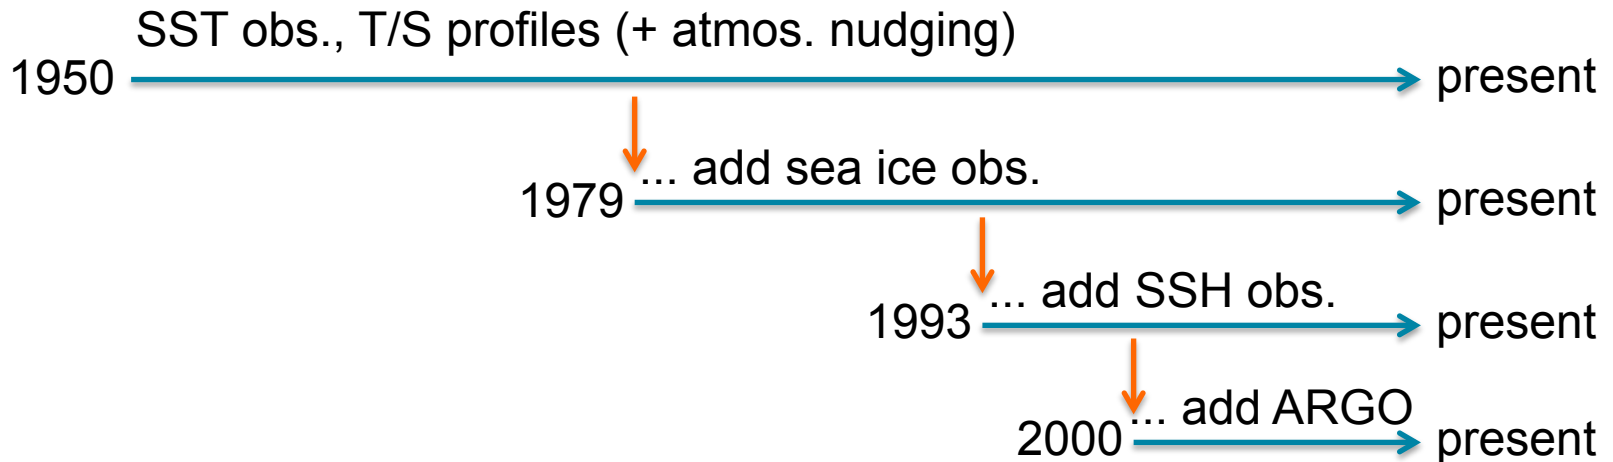 SST obs., T/S profiles (+ atmos. nudging)
1950 present
... add sea ice obs.
1979 present
... add SSH obs.
1993 present
... add ARGO
2000 present